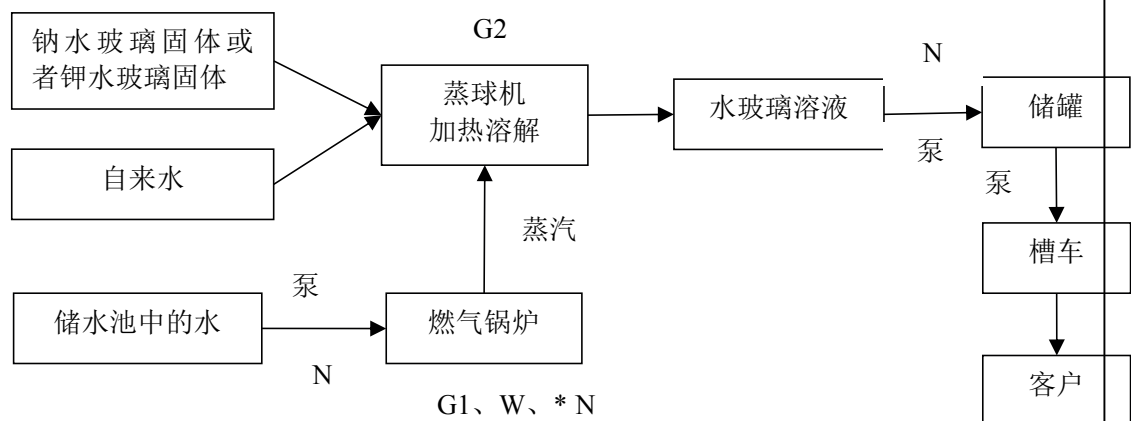 G2
钠水玻璃固体或
者钾水玻璃固体
蒸球机
加热溶解
水玻璃溶液
N
泵
储罐
自来水
泵
蒸汽
槽车
储水池中的水
泵
N
燃气锅炉
客户
G1、W、* N